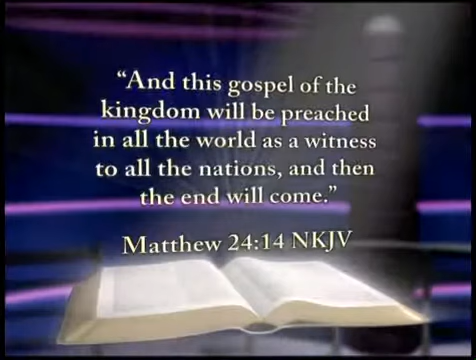 “And this gospel of the
kingdom will be preached
in all the world as a witness
to all the nations, and then
the end will come.”
Matthew 24:14 NKJV